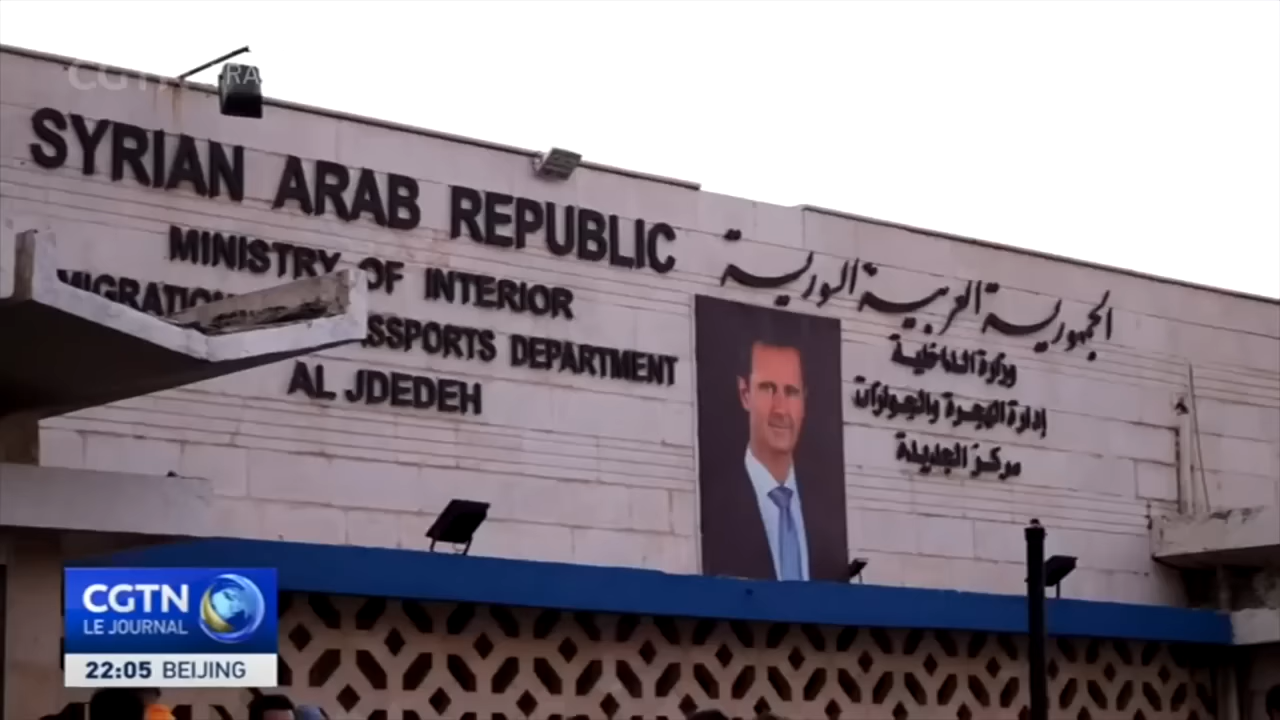 SYRIAN ARAB REPUBLIC
MINISTRY OF INTERIOR
MIGRATION SSPORTS DEPARTMENT
AL JDEDEH
الجمهورية العربية السورية
وزارة الداخلية
إدارة الهجرة والجوازات
مركز الجديدة
CGTN
LE JOURNAL
22:05 BEIJING